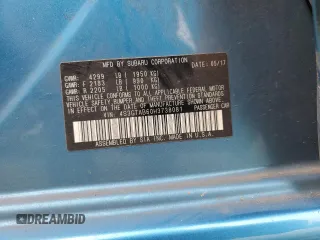 MFD BY SUBARU CORPORATION DATE: 05/17
GVWR: 4299 LB ( 1950 KG)
GAWR: F 2183 LB ( 990 KG)
GAWR: R 2205 LB ( 1000 KG)
THIS VEHICLE CONFORMS TO ALL APPLICABLE FEDERAL MOTOR
VEHICLE SAFETY, BUMPER AND THEFT PREVENTION STANDARDS
IN EFFECT ON THE DATE OF MANUFACTURE SHOWN ABOVE.
VIN: PASSENGER CAR
ASSEMBLED BY SIA, INC. MADE IN U.S.A.
DREAMBID